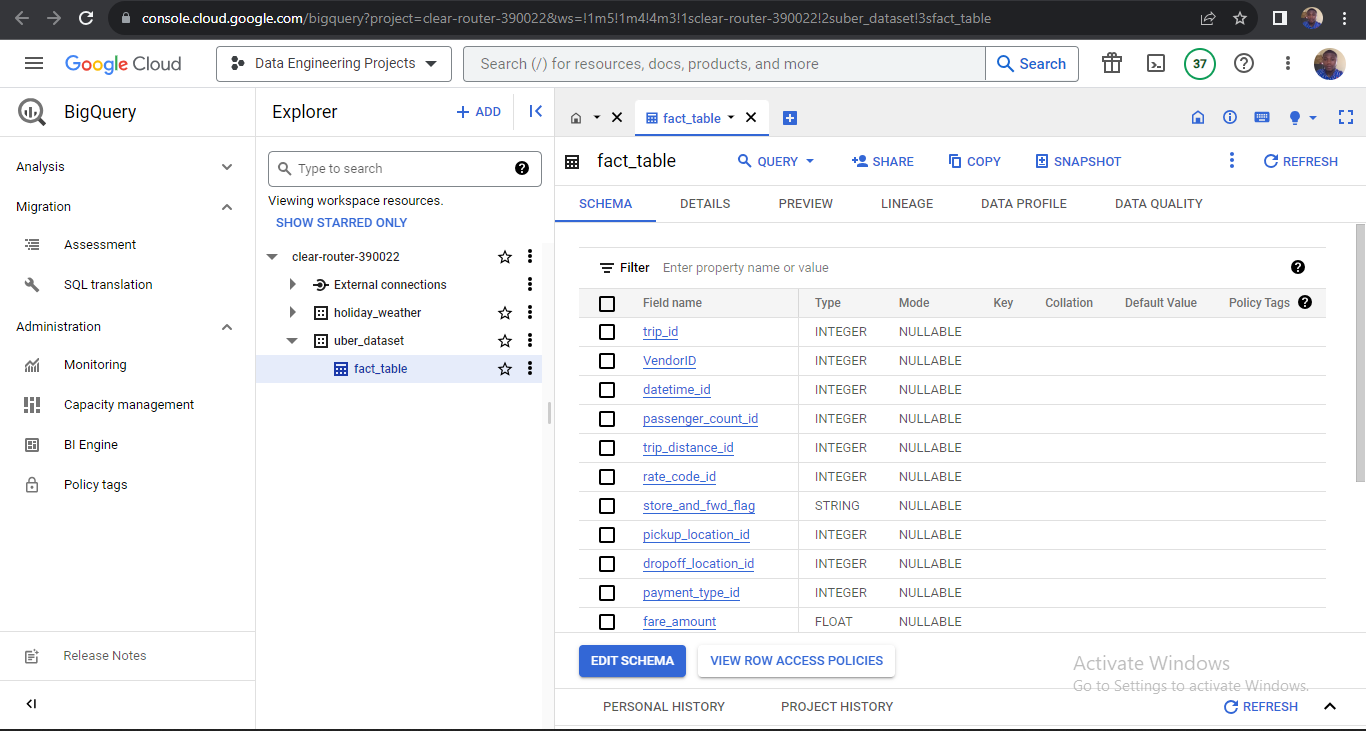 console.cloud.google.com/bigquery?project=clear-router-390022&ws=!1m5!1m4!4m3!1sclear-router-390022!2suber_dataset!3sfact_table
Google Cloud
Data Engineering Projects
Search (/) for resources, docs, products, and more
Search
37
BigQuery
Analysis
Migration
Assessment
SQL translation
Administration
Monitoring
Capacity management
BI Engine
Policy tags
Release Notes
Explorer
ADD
Type to search
Viewing workspace resources.
SHOW STARRED ONLY
clear-router-390022
External connections
holiday_weather
uber_dataset
fact_table
fact_table
fact_table
QUERY
SHARE
COPY
SNAPSHOT
REFRESH
SCHEMA DETAILS PREVIEW LINEAGE DATA PROFILE DATA QUALITY
Filter Enter property name or value
Field name Type Mode Key Collation Default Value Policy Tags
trip_id INTEGER NULLABLE
VendorID INTEGER NULLABLE
datetime_id INTEGER NULLABLE
passenger_count_id INTEGER NULLABLE
trip_distance_id INTEGER NULLABLE
rate_code_id INTEGER NULLABLE
store_and_fwd_flag STRING NULLABLE
pickup_location_id INTEGER NULLABLE
dropoff_location_id INTEGER NULLABLE
payment_type_id INTEGER NULLABLE
fare_amount FLOAT NULLABLE
EDIT SCHEMA VIEW ROW ACCESS POLICIES
Activate Windows
Go to Settings to activate Windows.
PERSONAL HISTORY PROJECT HISTORY REFRESH